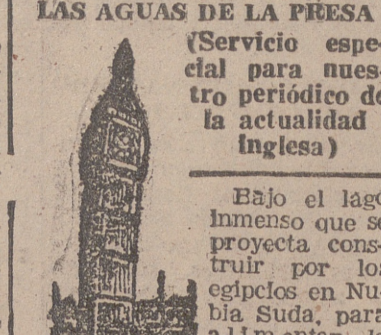 LAS AGUAS DE LA PRESA
(Servicio espe-
cial para nues-
tro periódico de
la actualidad
inglesa)
Bajo el lago
inmenso que se
proyecta cons-
truir por los
egipcios en Nu-
bia Suda, para